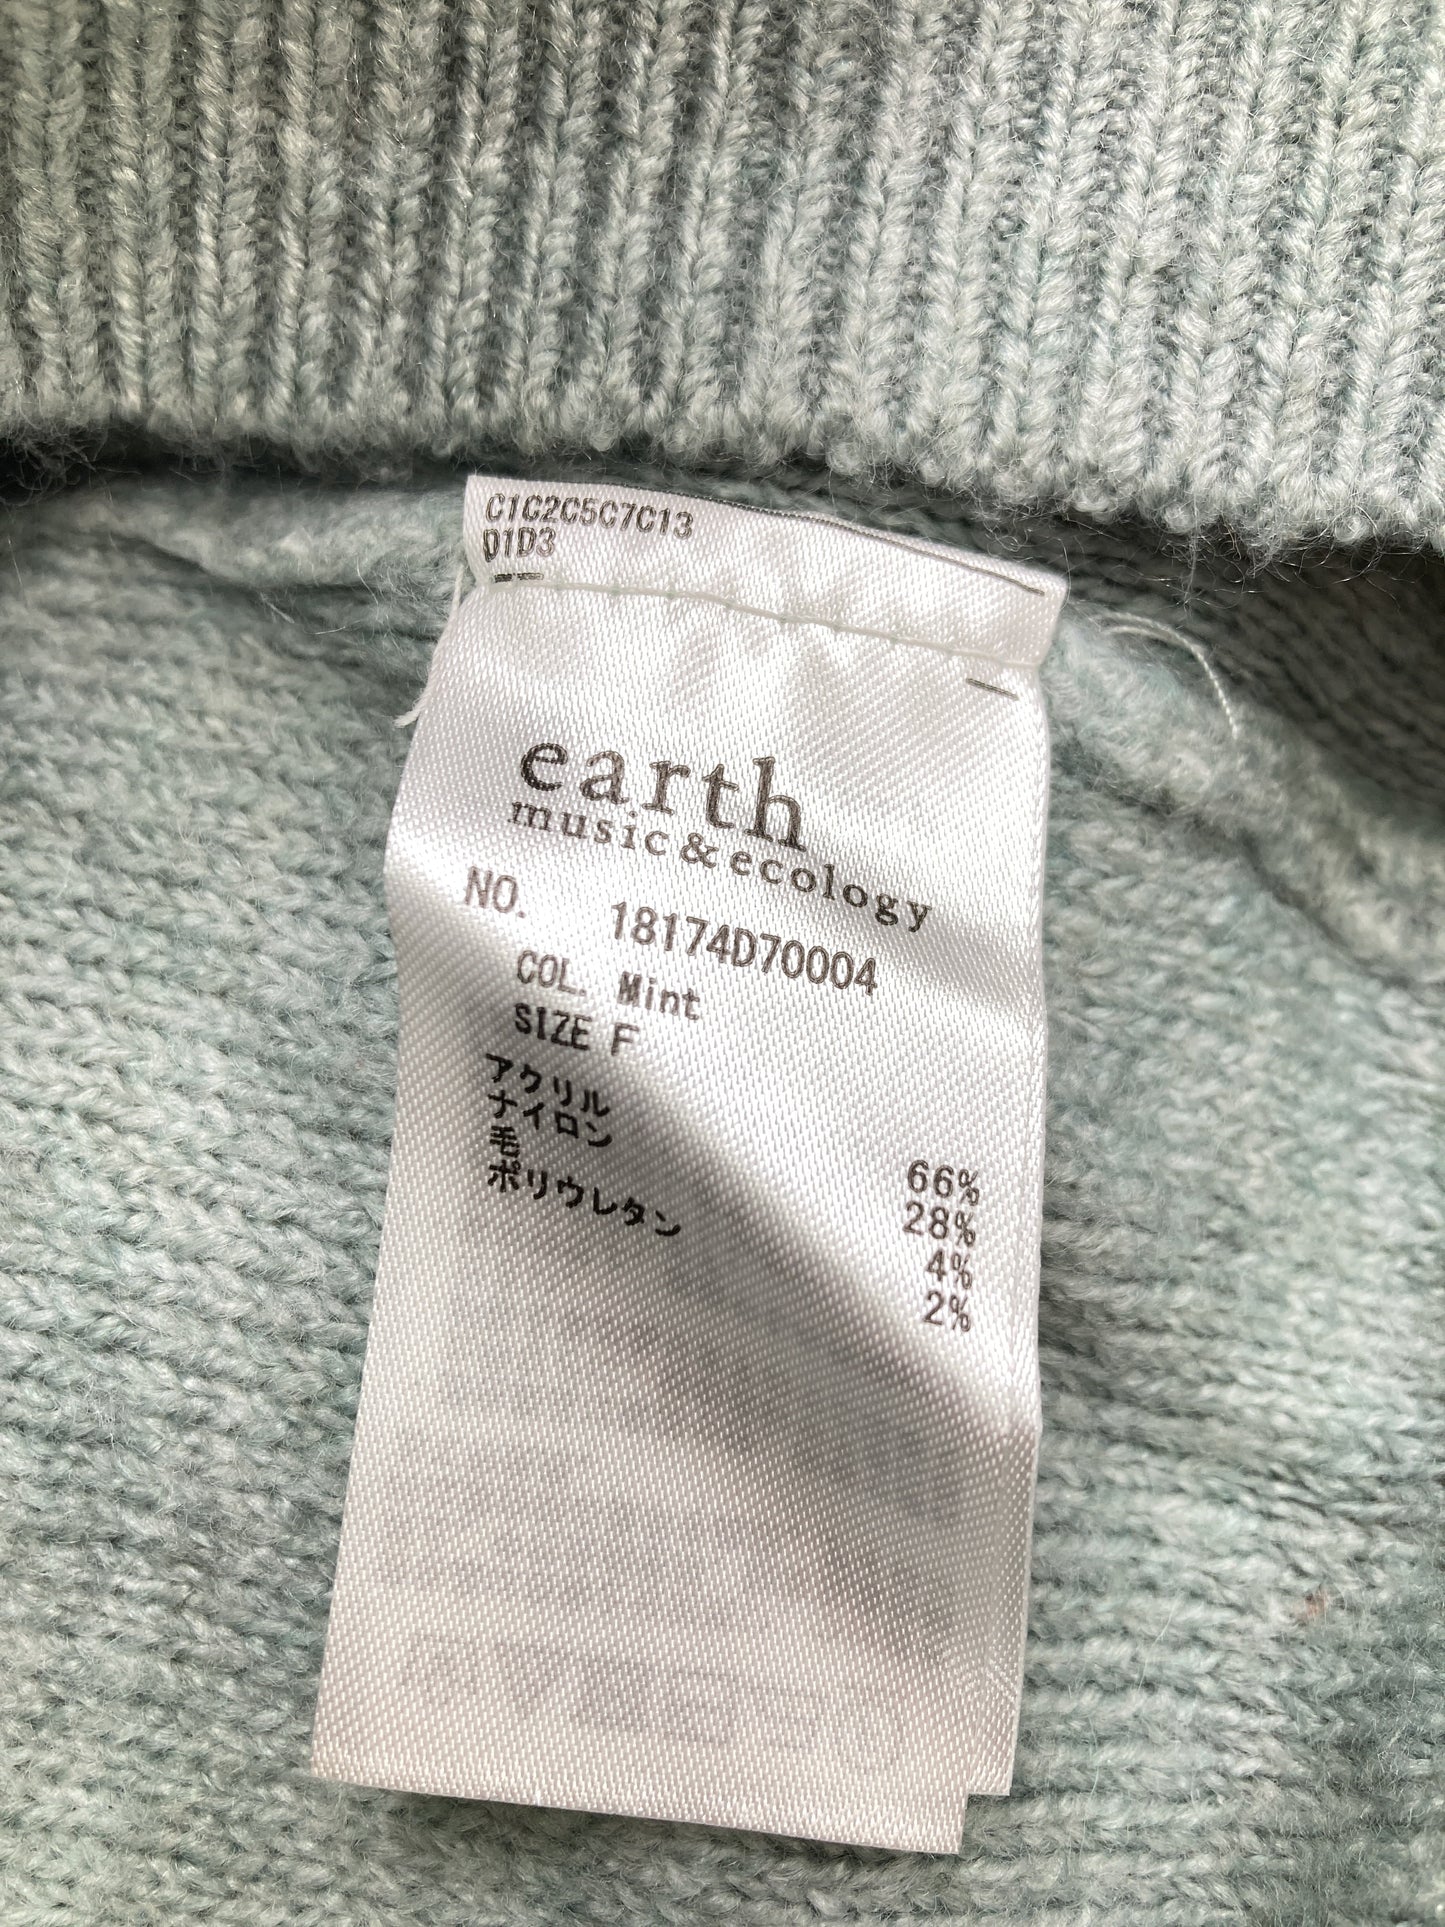 C1C2C5C7C13
D1D3
earth
music&ecology
NO. 18174D70004
COL. Mint
SIZE F
アクリル 66%
ナイロン 28%
毛 4%
ポリウレタン 2%